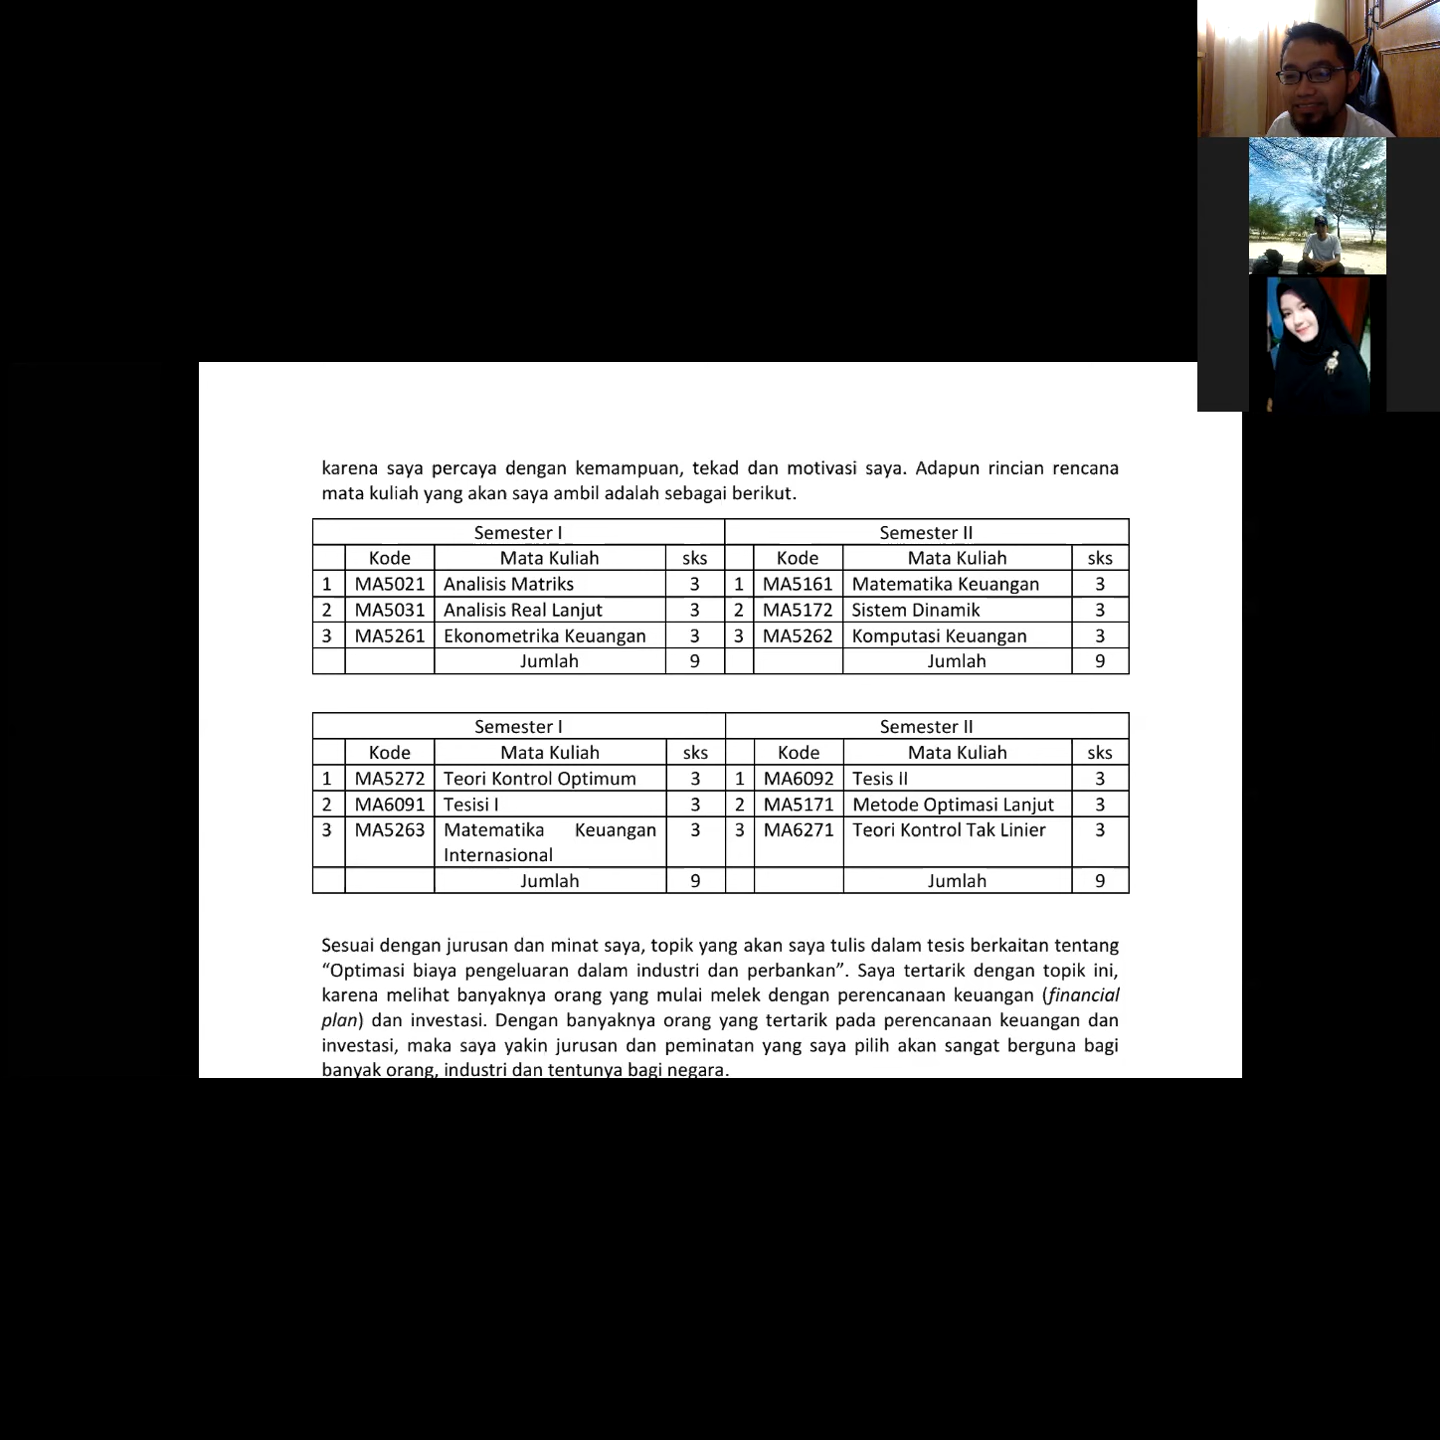 karena saya percaya dengan kemampuan, tekad dan motivasi saya. Adapun rincian rencana
mata kuliah yang akan saya ambil adalah sebagai berikut.
Semester I Semester II
Kode Mata Kuliah sks Kode Mata Kuliah sks
1 MA5021 Analisis Matriks 3 1 MA5161 Matematika Keuangan 3
2 MA5031 Analisis Real Lanjut 3 2 MA5172 Sistem Dinamik 3
3 MA5261 Ekonometrika Keuangan 3 3 MA5262 Komputasi Keuangan 3
Jumlah 9 Jumlah 9
Semester I Semester II
Kode Mata Kuliah sks Kode Mata Kuliah sks
1 MA5272 Teori Kontrol Optimum 3 1 MA6092 Tesis II 3
2 MA6091 Tesisi I 3 2 MA5171 Metode Optimasi Lanjut 3
3 MA5263 Matematika Keuangan 3 3 MA6271 Teori Kontrol Tak Linier 3
Internasional
Jumlah 9 Jumlah 9
Sesuai dengan jurusan dan minat saya, topik yang akan saya tulis dalam tesis berkaitan tentang
“Optimasi biaya pengeluaran dalam industri dan perbankan”. Saya tertarik dengan topik ini,
karena melihat banyaknya orang yang mulai melek dengan perencanaan keuangan (financial
plan) dan investasi. Dengan banyaknya orang yang tertarik pada perencanaan keuangan dan
investasi, maka saya yakin jurusan dan peminatan yang saya pilih akan sangat berguna bagi
banyak orang, industri dan tentunya bagi negara.